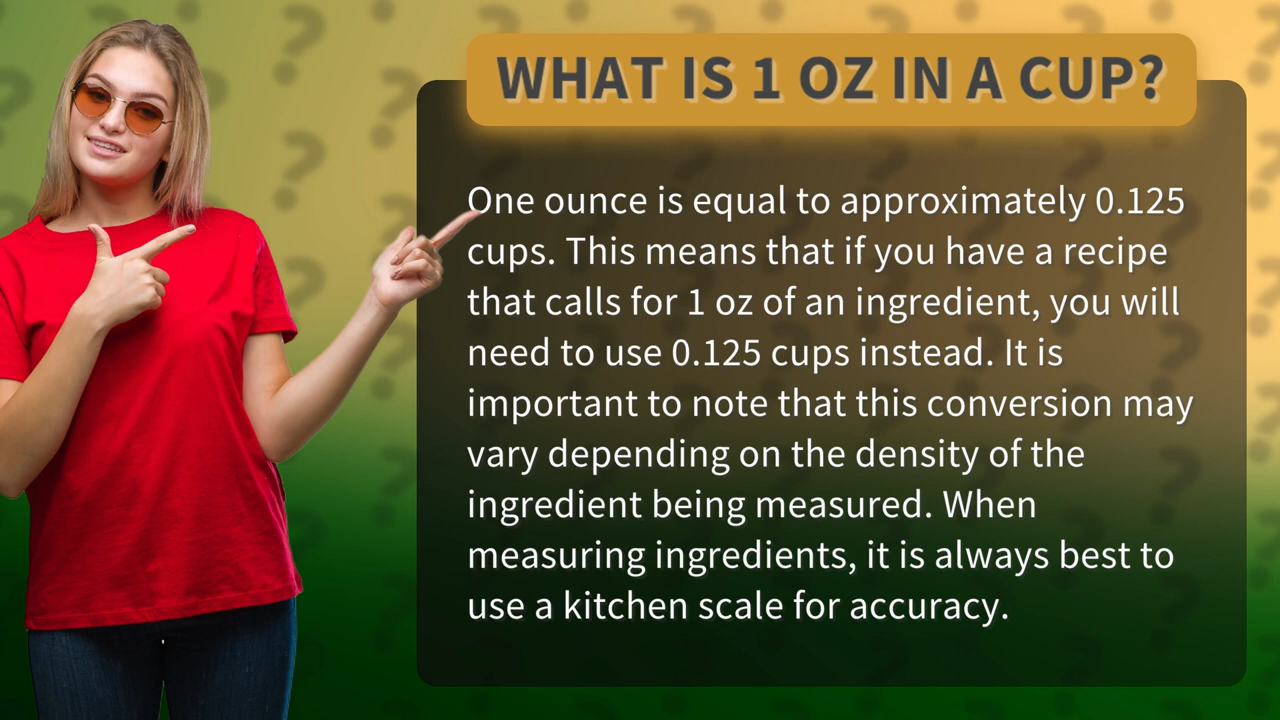 WHAT IS 1 OZ IN A CUP?
One ounce is equal to approximately 0.125
cups. This means that if you have a recipe
that calls for 1 oz of an ingredient, you will
need to use 0.125 cups instead. It is
important to note that this conversion may
vary depending on the density of the
ingredient being measured. When
measuring ingredients, it is always best to
use a kitchen scale for accuracy.